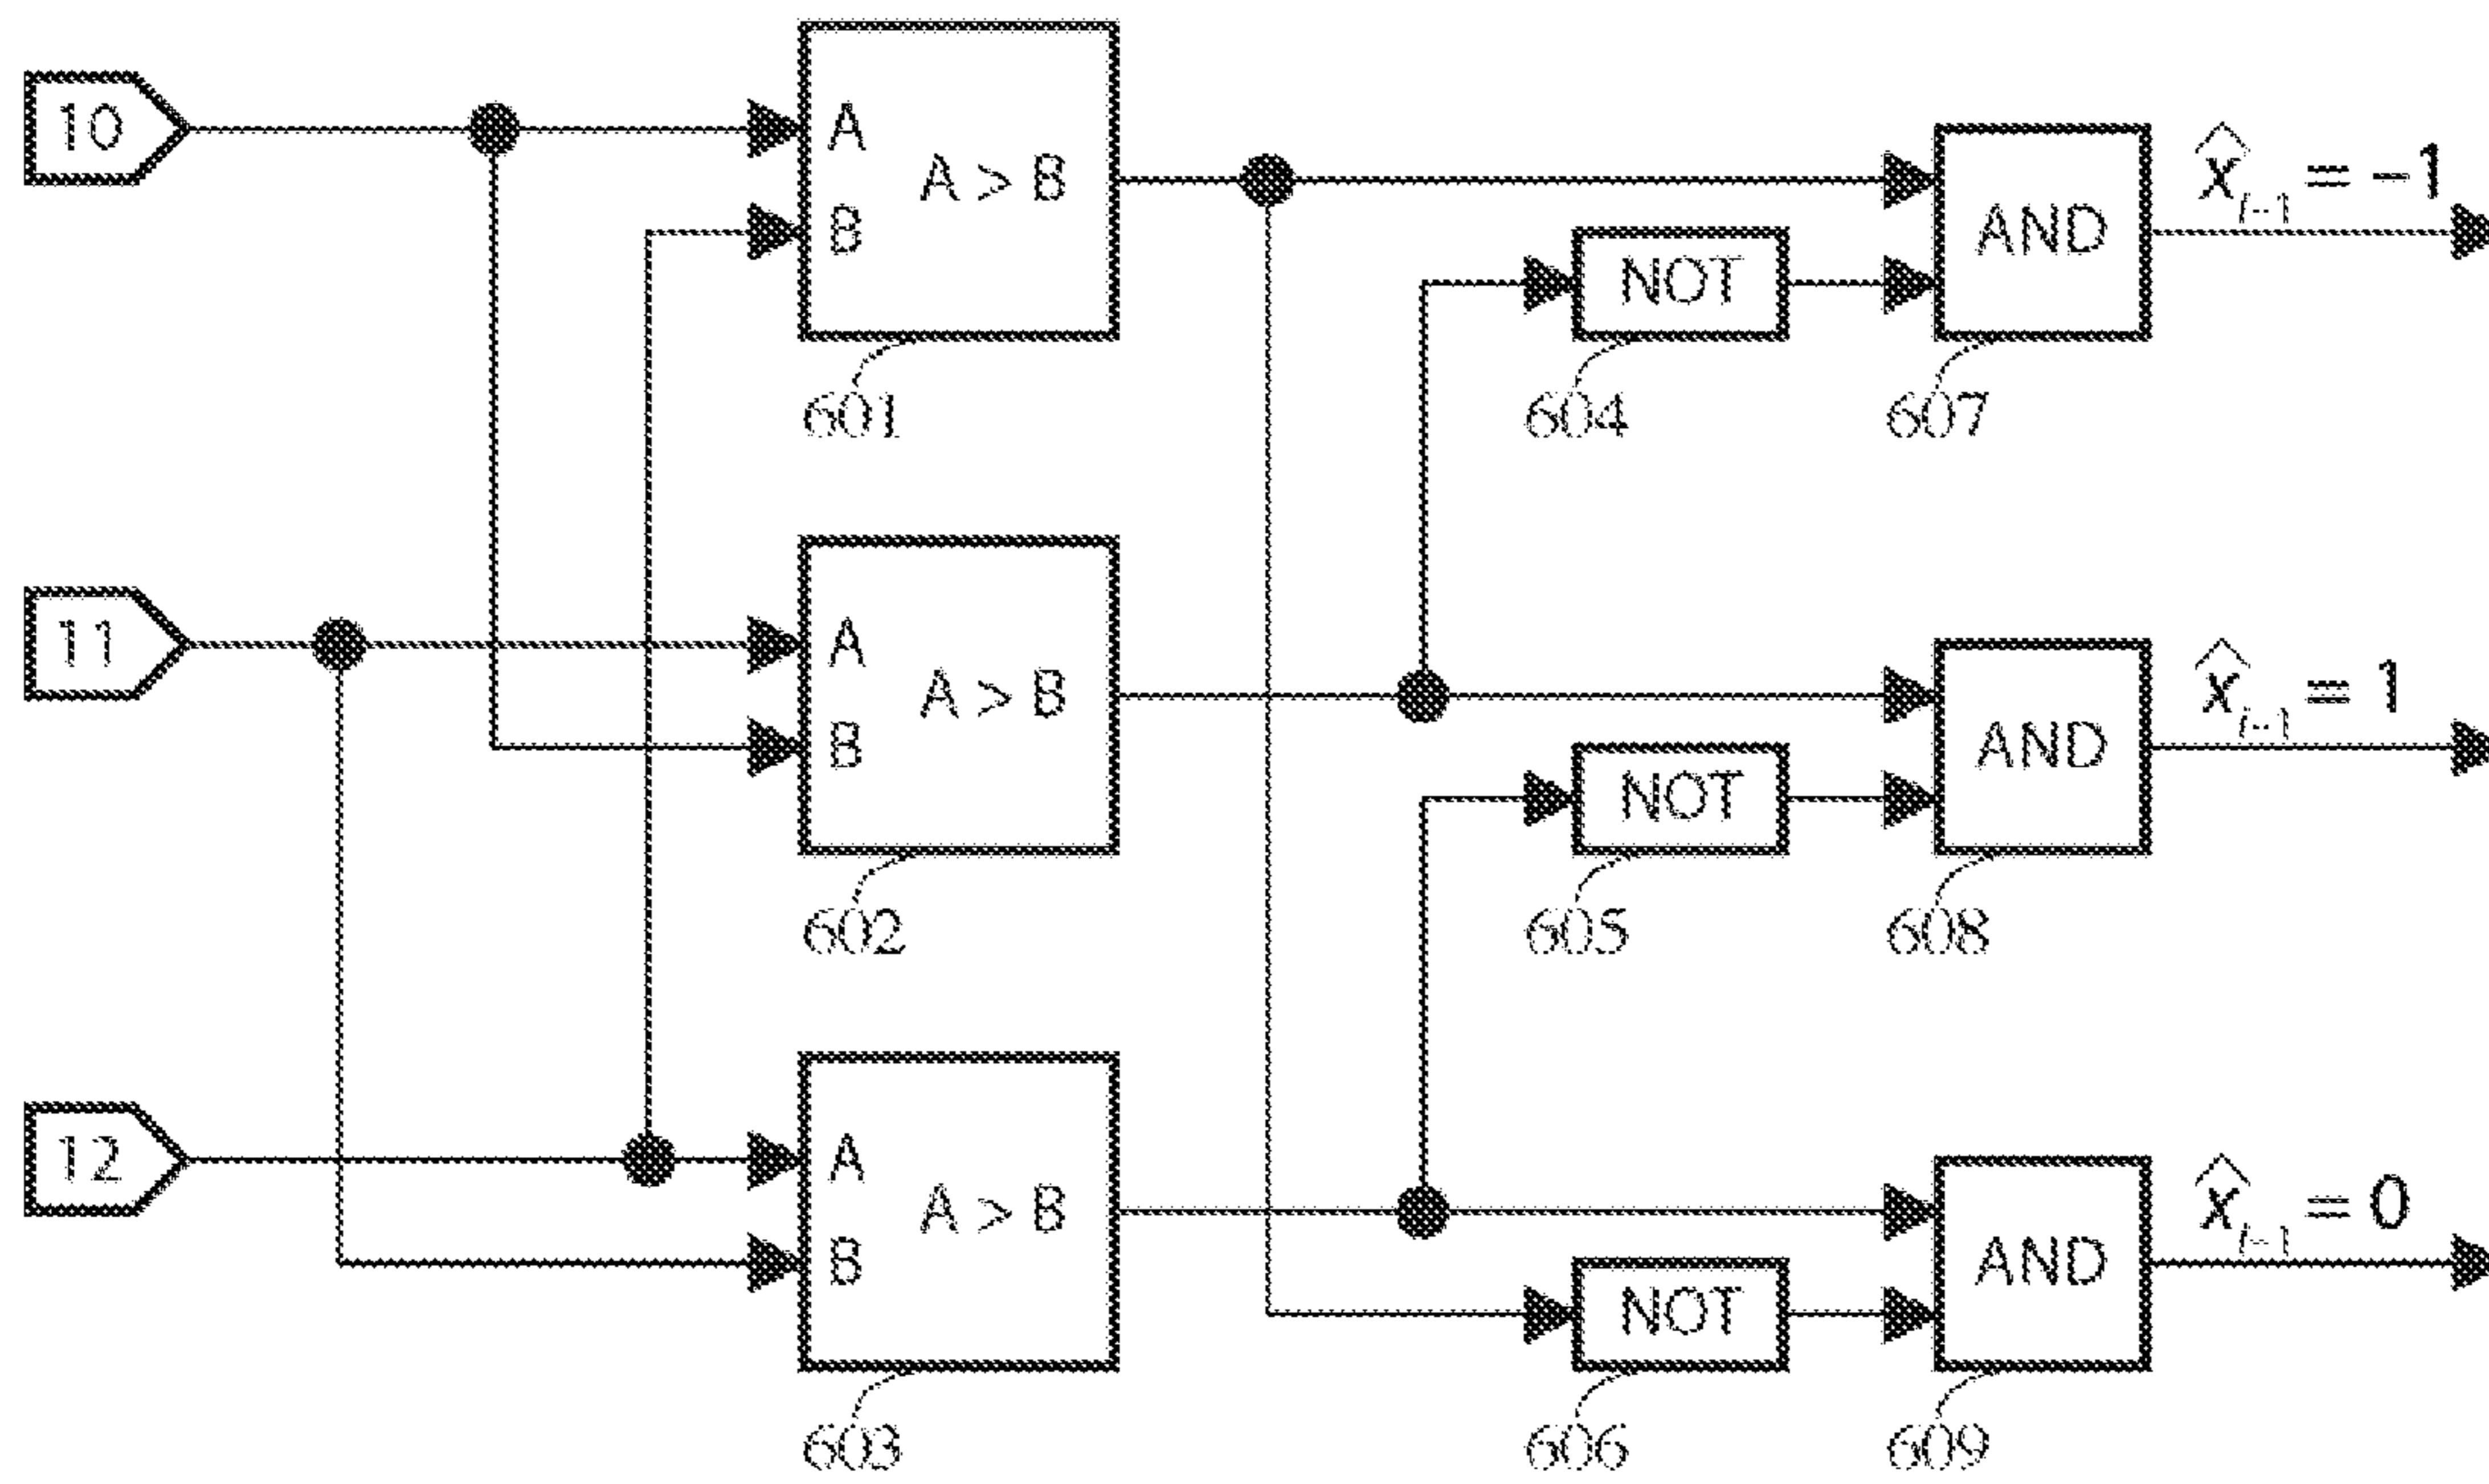 10
A
A > B
B
601
NOT
604
AND
607
x̂ᵢ₋₁ = −1
11
A
A > B
B
602
NOT
605
AND
608
x̂ᵢ₋₁ = 1
12
A
A > B
B
603
NOT
606
AND
609
x̂ᵢ₋₁ = 0